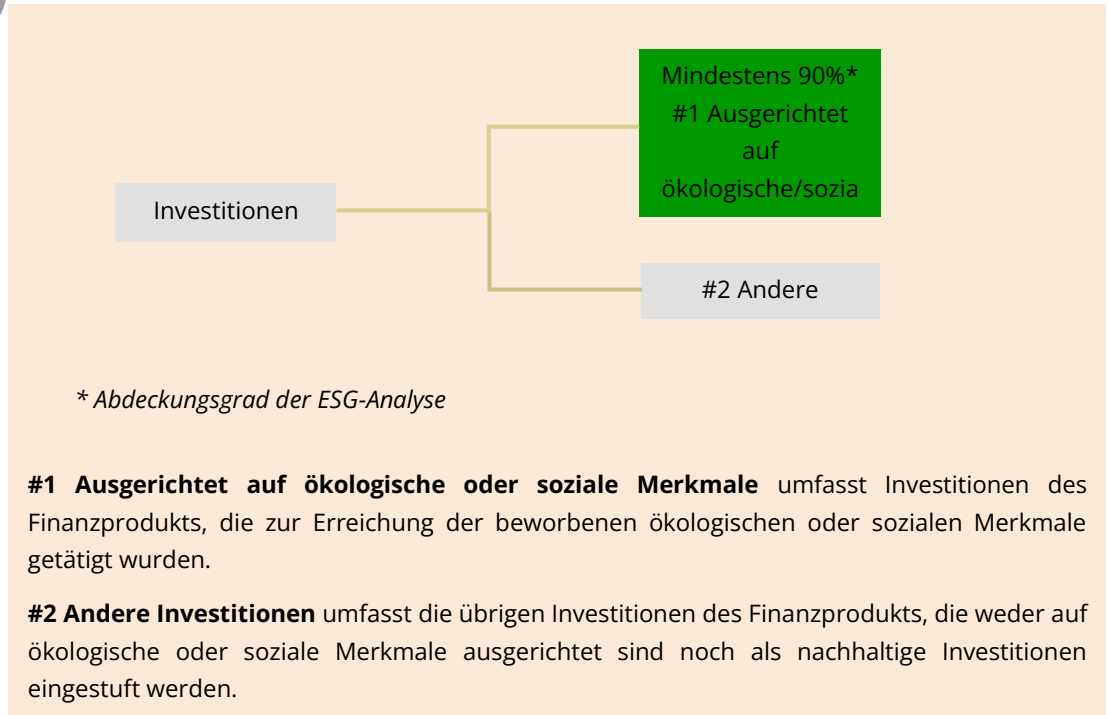 Mindestens 90%*
#1 Ausgerichtet
auf
ökologische/sozia
Investitionen
#2 Andere
* Abdeckungsgrad der ESG-Analyse
#1 Ausgerichtet auf ökologische oder soziale Merkmale umfasst Investitionen des
Finanzprodukts, die zur Erreichung der beworbenen ökologischen oder sozialen Merkmale
getätigt wurden.
#2 Andere Investitionen umfasst die übrigen Investitionen des Finanzprodukts, die weder auf
ökologische oder soziale Merkmale ausgerichtet sind noch als nachhaltige Investitionen
eingestuft werden.